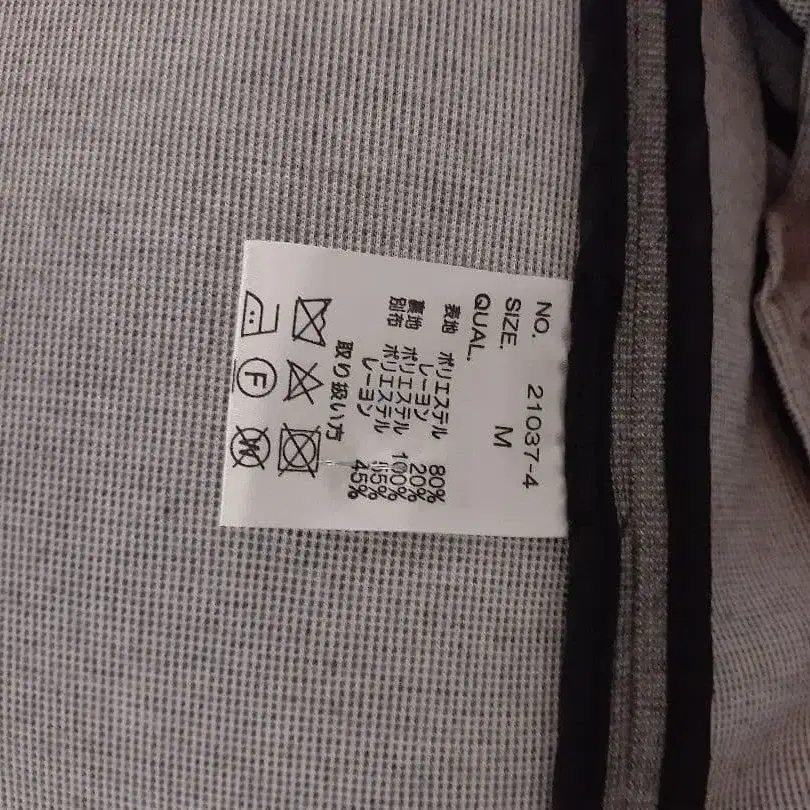 NO. 21037-4
SIZE. M
QUAL.
表地 ポリエステル 80%
レーヨン 20%
裏地 ポリエステル 100%
別布 ポリエステル 55%
レーヨン 45%
取り扱い方
F
W